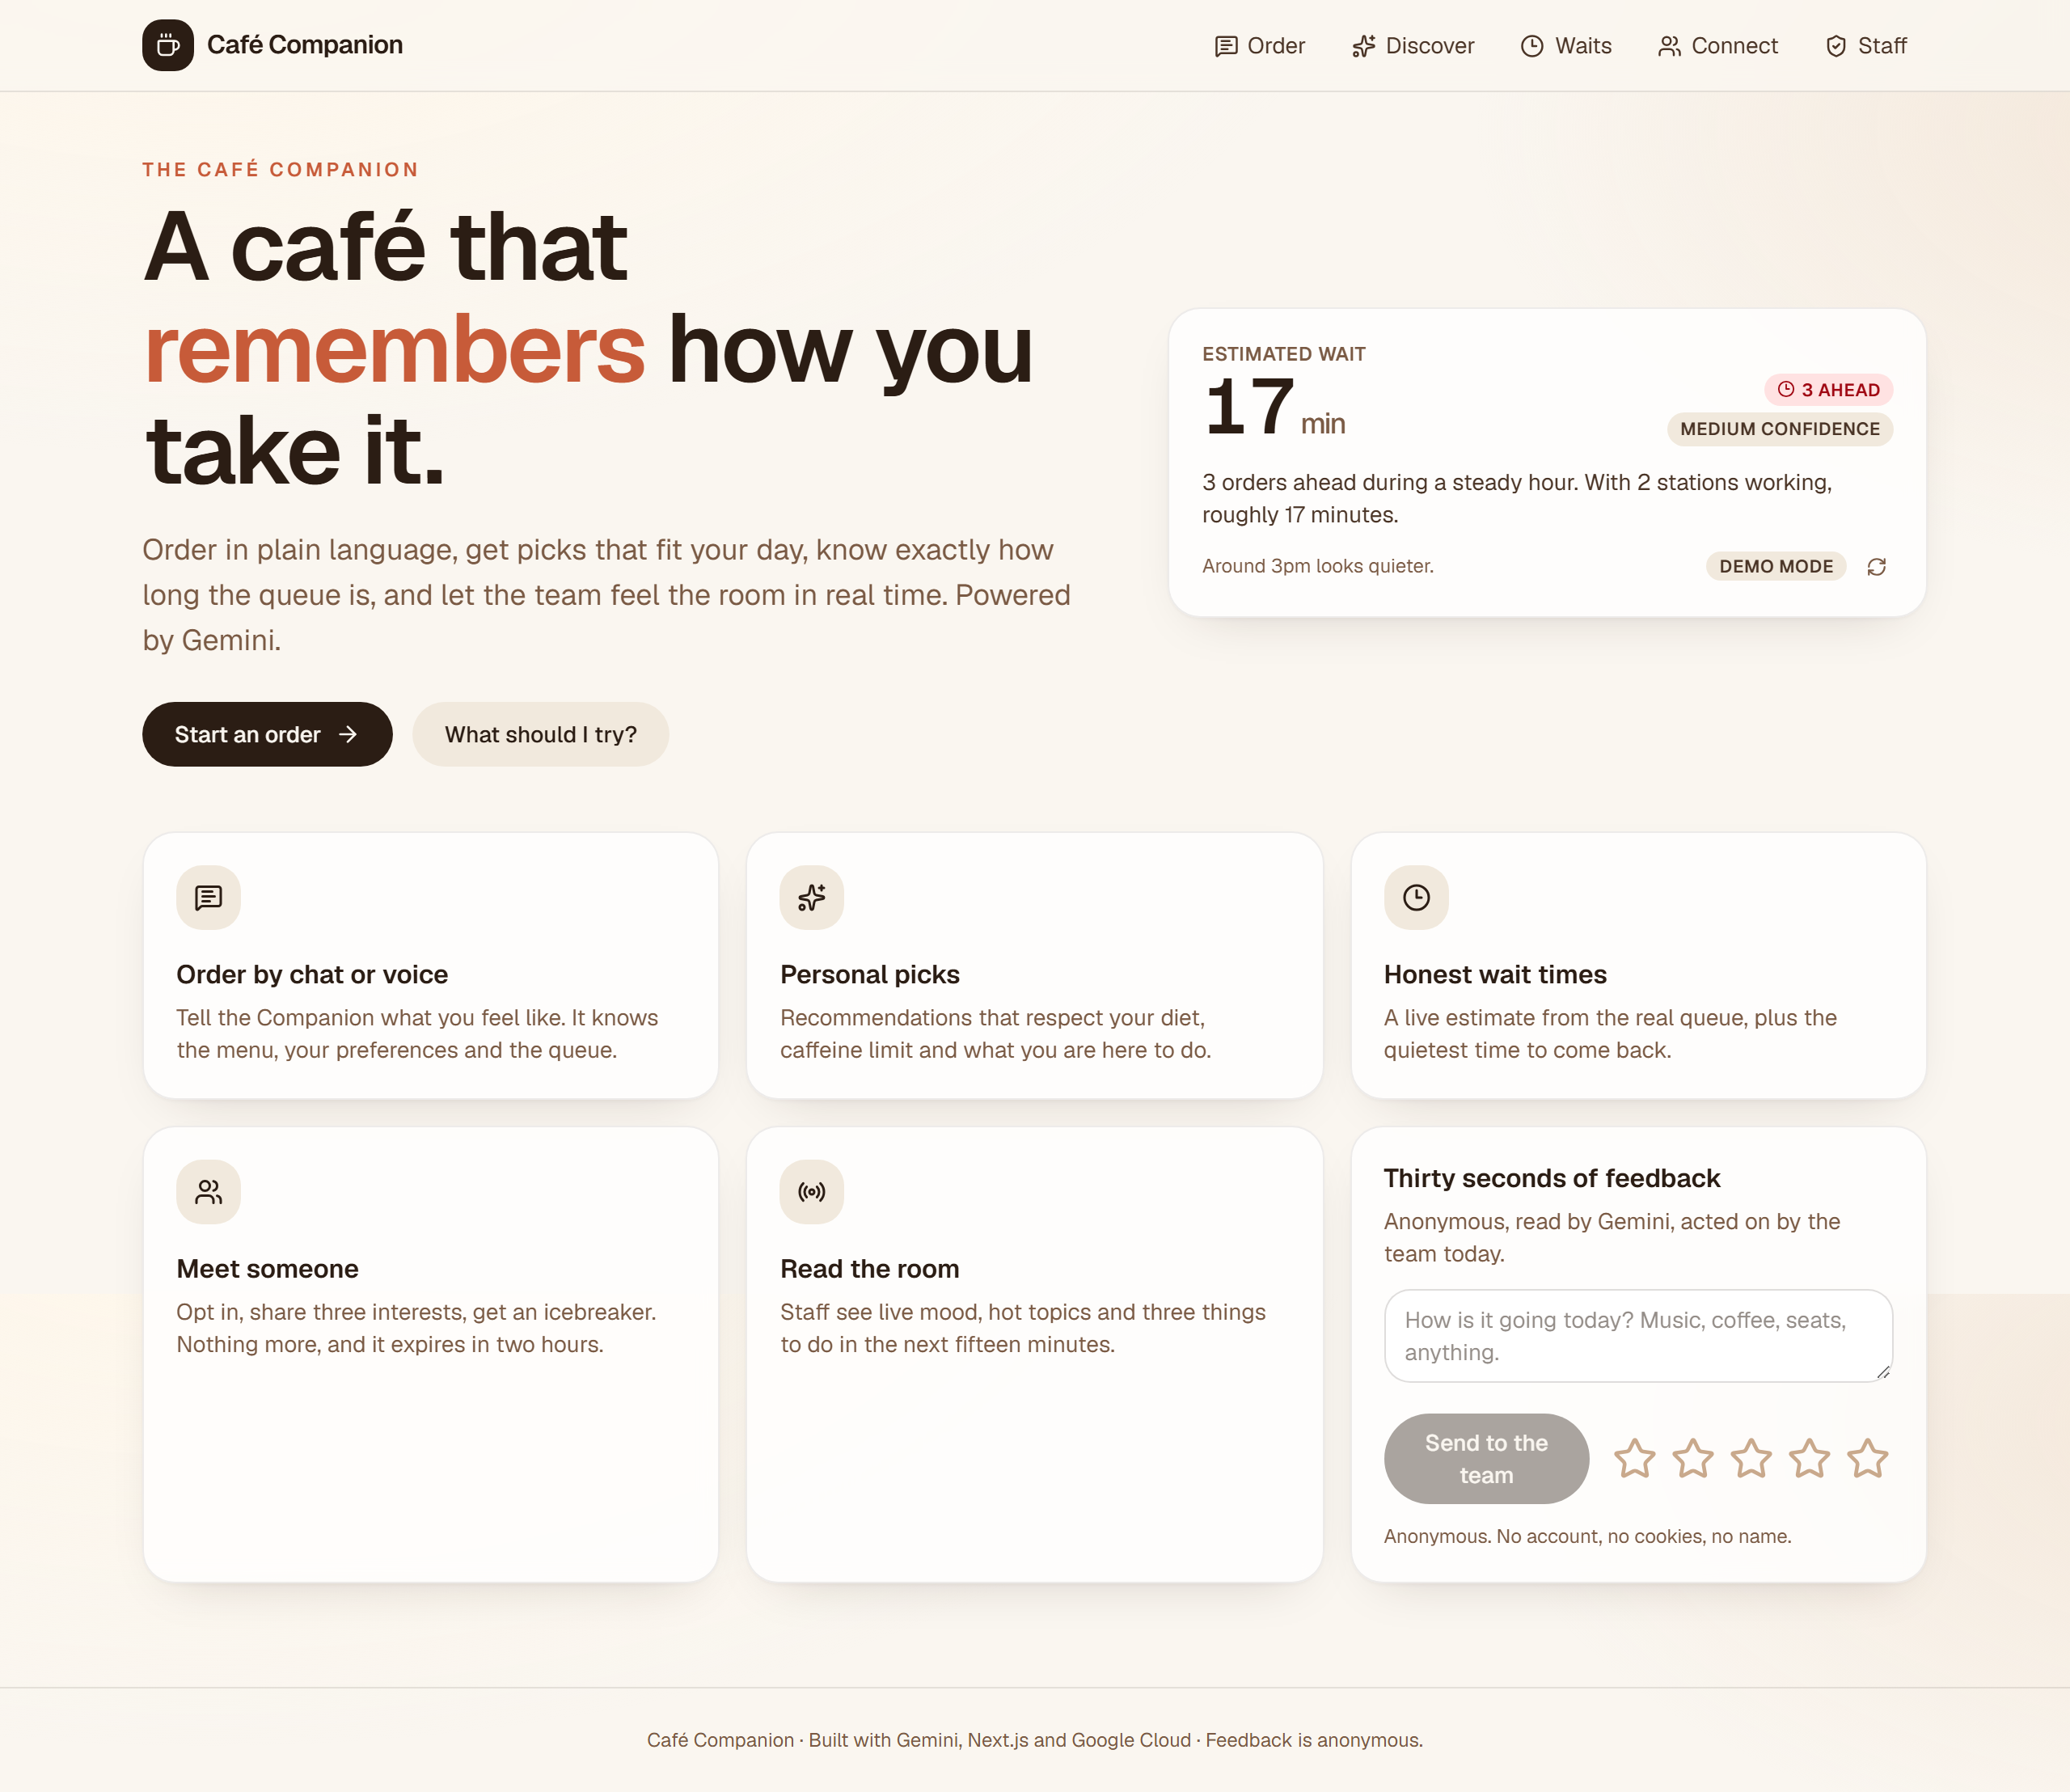 Café Companion
Order
Discover
Waits
Connect
Staff
THE CAFÉ COMPANION
A café that
remembers how you
take it.
Order in plain language, get picks that fit your day, know exactly how
long the queue is, and let the team feel the room in real time. Powered
by Gemini.
Start an order
What should I try?
ESTIMATED WAIT
17 min
3 AHEAD
MEDIUM CONFIDENCE
3 orders ahead during a steady hour. With 2 stations working,
roughly 17 minutes.
Around 3pm looks quieter.
DEMO MODE
Order by chat or voice
Tell the Companion what you feel like. It knows
the menu, your preferences and the queue.
Personal picks
Recommendations that respect your diet,
caffeine limit and what you are here to do.
Honest wait times
A live estimate from the real queue, plus the
quietest time to come back.
Meet someone
Opt in, share three interests, get an icebreaker.
Nothing more, and it expires in two hours.
Read the room
Staff see live mood, hot topics and three things
to do in the next fifteen minutes.
Thirty seconds of feedback
Anonymous, read by Gemini, acted on by the
team today.
How is it going today? Music, coffee, seats,
anything.
Send to the
team
Anonymous. No account, no cookies, no name.
Café Companion · Built with Gemini, Next.js and Google Cloud · Feedback is anonymous.